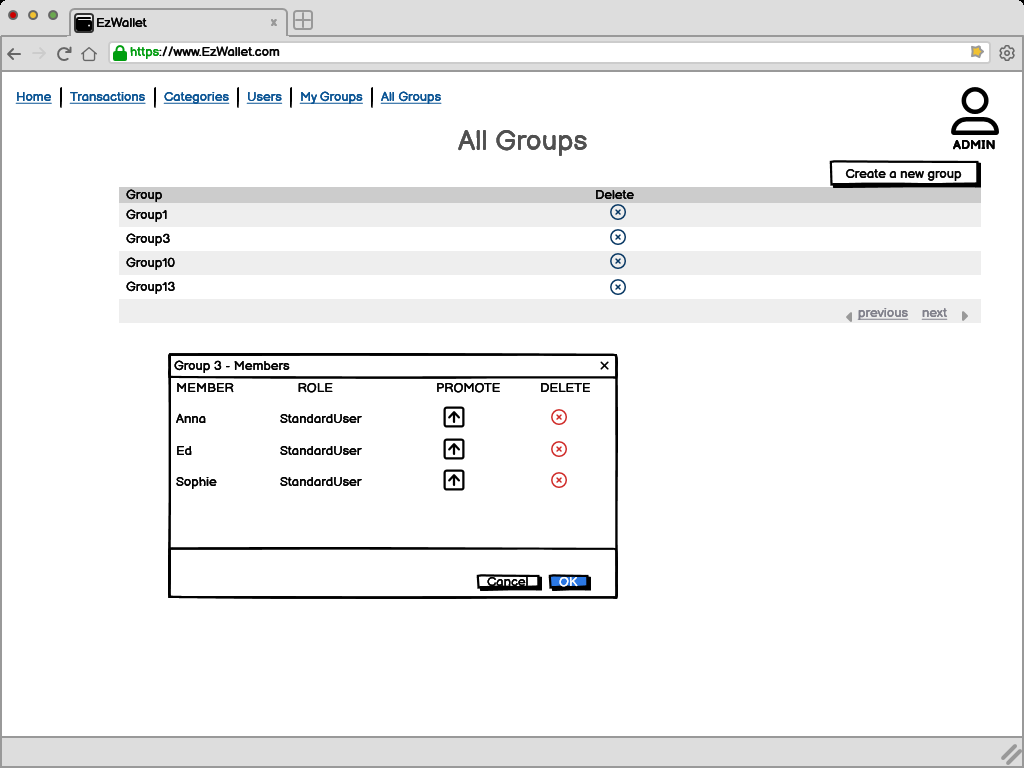 EzWallet x
https://www.EzWallet.com
Home Transactions Categories Users My Groups All Groups
ADMIN
All Groups
Create a new group
Group Delete
Group1
Group3
Group10
Group13
previous next
Group 3 - Members
MEMBER ROLE PROMOTE DELETE
Anna StandardUser
Ed StandardUser
Sophie StandardUser
Cancel OK